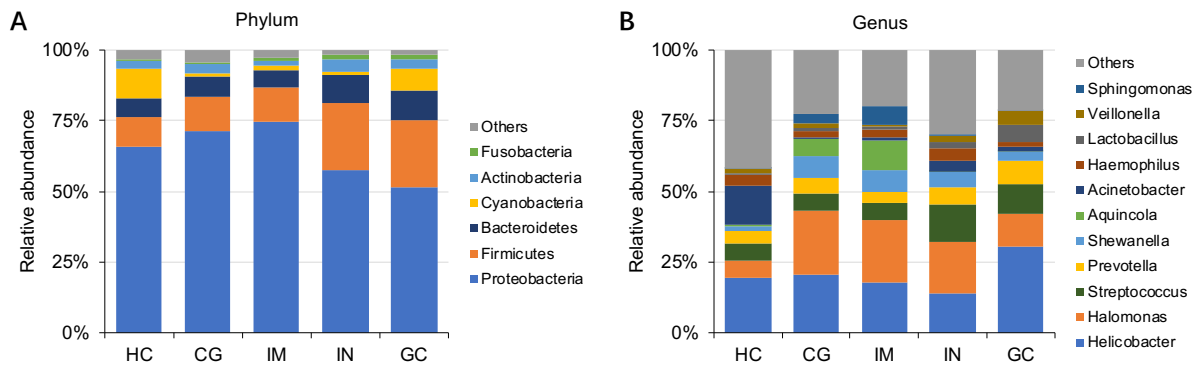 A
Phylum
Relative abundance
100%
75%
50%
25%
0%
HC CG IM IN GC
Others
Fusobacteria
Actinobacteria
Cyanobacteria
Bacteroidetes
Firmicutes
Proteobacteria
B
Genus
Relative abundance
100%
75%
50%
25%
0%
HC CG IM IN GC
Others
Sphingomonas
Veillonella
Lactobacillus
Haemophilus
Acinetobacter
Aquincola
Shewanella
Prevotella
Streptococcus
Halomonas
Helicobacter